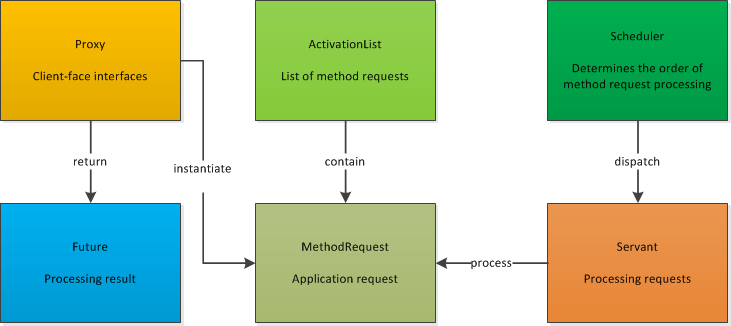 Proxy
Client-face interfaces
ActivationList
List of method requests
Scheduler
Determines the order of
method request processing
return
instantiate
contain
dispatch
Future
Processing result
MethodRequest
Application request
process
Servant
Processing requests